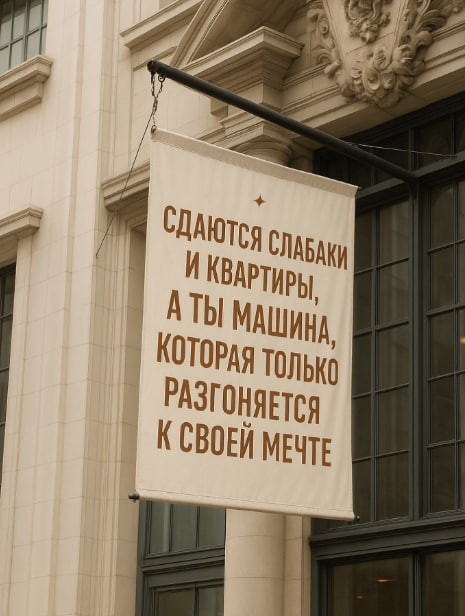 СДАЮТСЯ СЛАБАКИ
И КВАРТИРЫ,
А ТЫ МАШИНА,
КОТОРАЯ ТОЛЬКО
РАЗГОНЯЕТСЯ
К СВОЕЙ МЕЧТЕ